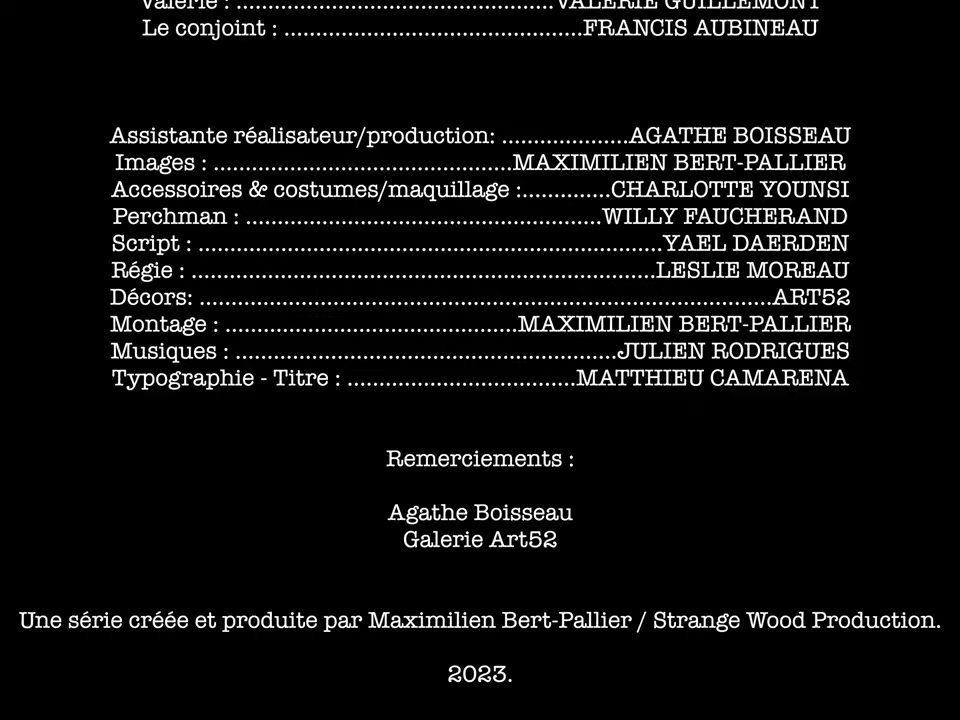 Valérie : ..................................................VALERIE GUILLEMONT
Le conjoint : ...............................................FRANCIS AUBINEAU
Assistante réalisateur/production: ....................AGATHE BOISSEAU
Images : ...............................................MAXIMILIEN BERT-PALLIER
Accessoires & costumes/maquillage :..............CHARLOTTE YOUNSI
Perchman : ........................................................WILLY FAUCHERAND
Script : .........................................................................YAEL DAERDEN
Régie : .........................................................................LESLIE MOREAU
Décors: ..........................................................................................ART52
Montage : ..............................................MAXIMILIEN BERT-PALLIER
Musiques : ............................................................JULIEN RODRIGUES
Typographie - Titre : ....................................MATTHIEU CAMARENA
Remerciements :
Agathe Boisseau
Galerie Art52
Une série créée et produite par Maximilien Bert-Pallier / Strange Wood Production.
2023.